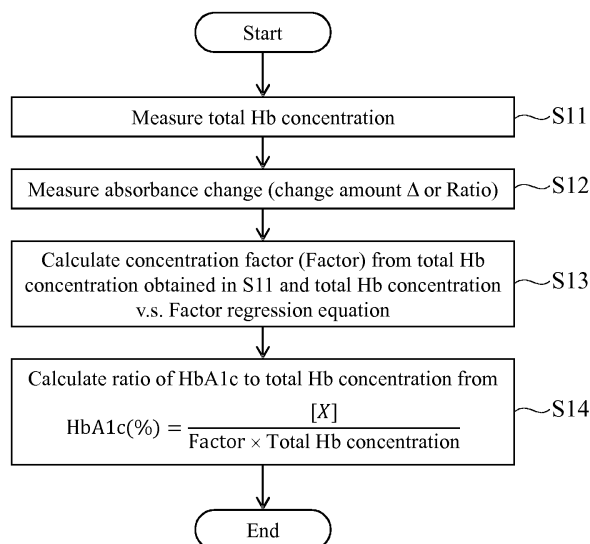 Start
Measure total Hb concentration
S11
Measure absorbance change (change amount Δ or Ratio)
S12
Calculate concentration factor (Factor) from total Hb
concentration obtained in S11 and total Hb concentration
v.s. Factor regression equation
S13
Calculate ratio of HbA1c to total Hb concentration from
HbA1c(%) = [X] / Factor × Total Hb concentration
S14
End